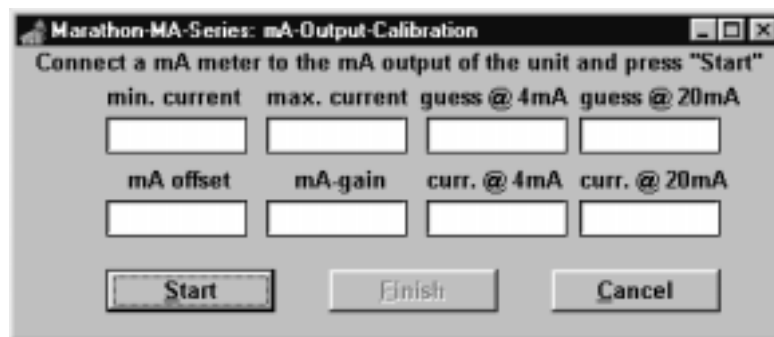 Marathon-MA-Series: mA-Output-Calibration
Connect a mA meter to the mA output of the unit and press "Start"
min. current max. current guess @ 4mA guess @ 20mA
mA offset mA-gain curr. @ 4mA curr. @ 20mA
Start Finish Cancel